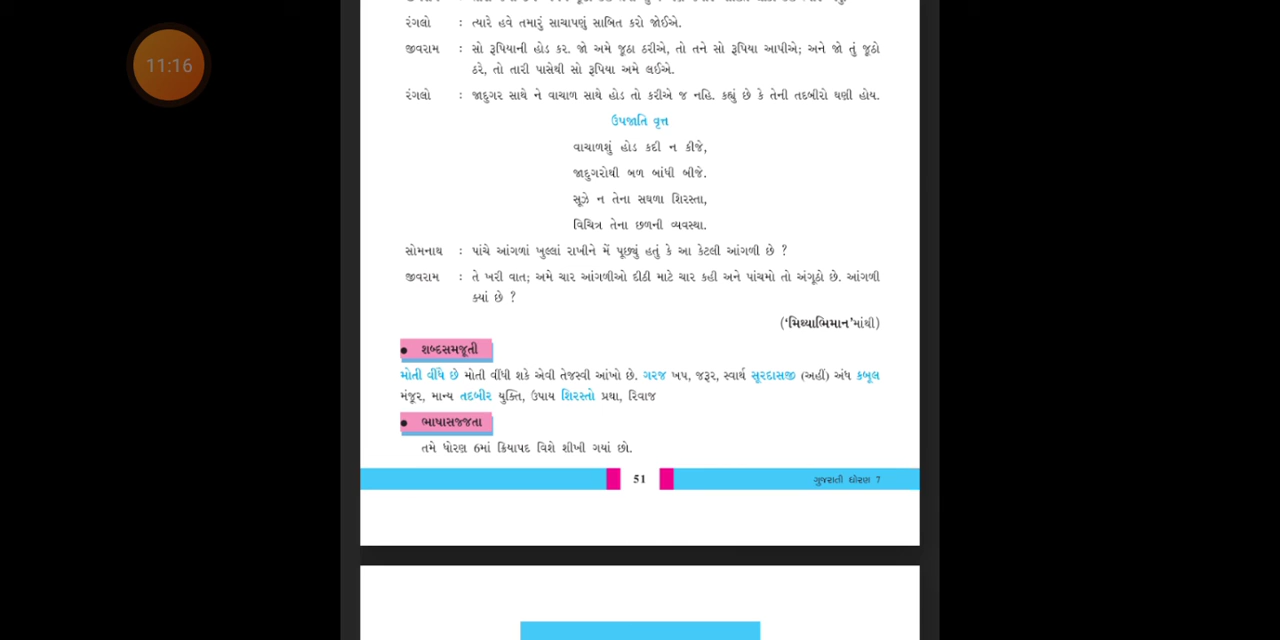 11:16
રંગલો : ત્યારે હવે તમારું સાચાપણું સાબિત કરો જોઈએ.
જીવરામ : સો રૂપિયાની હોડ કર. જો અમે જૂઠા ઠરીએ, તો તને સો રૂપિયા આપીએ; અને જો તું જૂઠો
ઠરે, તો તારી પાસેથી સો રૂપિયા અમે લઈએ.
રંગલો : જાદુગર સાથે ને વાચાળ સાથે હોડ તો કરીએ જ નહિ. કહ્યું છે કે તેની તદબીરો ઘણી હોય.
ઉપજાતિ વૃત્ત
વાચાળશું હોડ કદી ન કીજે,
જાદુગરોથી બળ બાંધી બીજે.
સૂઝે ન તેના સઘળા શિરસ્તા,
વિચિત્ર તેના છળની વ્યવસ્થા.
સોમનાથ : પાંચે આંગળાં ખુલ્લાં રાખીને મેં પૂછ્યું હતું કે આ કેટલી આંગળી છે ?
જીવરામ : તે ખરી વાત; અમે ચાર આંગળીઓ દીઠી માટે ચાર કહી અને પાંચમો તો અંગૂઠો છે. આંગળી
ક્યાં છે ?
(‘મિથ્યાભિમાન’માંથી)
● શબ્દસમજૂતી
મોતી વીંધે છે મોતી વીંધી શકે એવી તેજસ્વી આંખો છે. ગરજ ખપ, જરૂર, સ્વાર્થ સૂરદાસજી (અહીં) અંધ કબૂલ
મંજૂર, માન્ય તદબીર યુક્તિ, ઉપાય શિરસ્તો પ્રથા, રિવાજ
● ભાષાસજ્જતા
તમે ધોરણ 6માં ક્રિયાપદ વિશે શીખી ગયાં છો.
51
ગુજરાતી ધોરણ 7